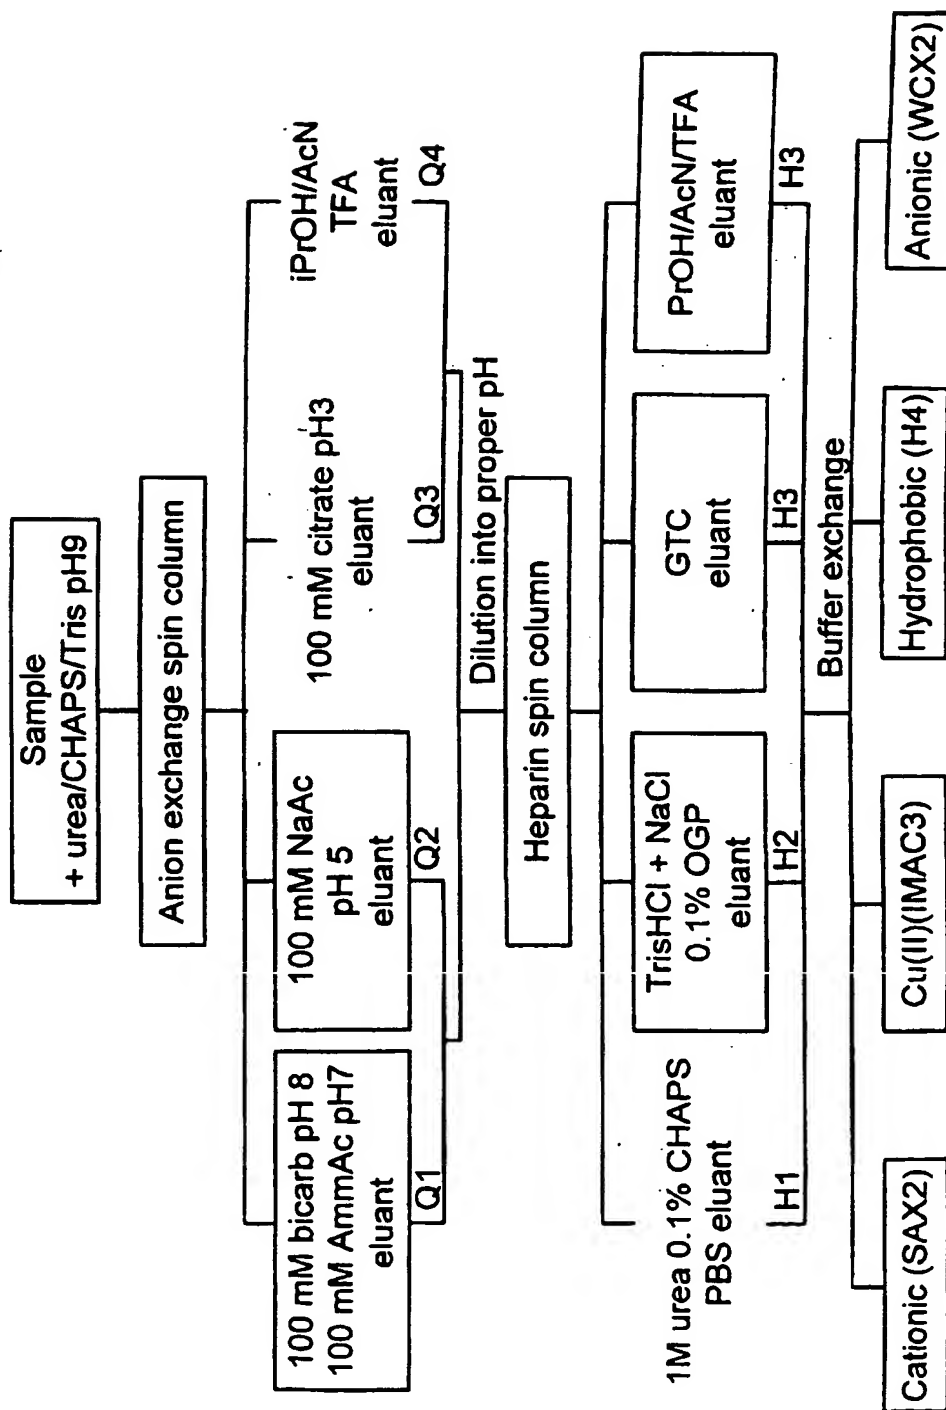 Sample
+ urea/CHAPS/Tris pH9
Anion exchange spin column
100 mM bicarb pH 8
100 mM AmmAc pH7
eluant
Q1
100 mM NaAc
pH 5
eluant
Q2
100 mM citrate pH3
eluant
Q3
iPrOH/AcN
TFA
eluant
Q4
Dilution into proper pH
Heparin spin column
1M urea 0.1% CHAPS
PBS eluant
H1
TrisHCl + NaCl
0.1% OGP
eluant
H2
GTC
eluant
H3
PrOH/AcN/TFA
eluant
H3
Buffer exchange
Cationic (SAX2)
Cu(II)(IMAC3)
Hydrophobic (H4)
Anionic (WCX2)